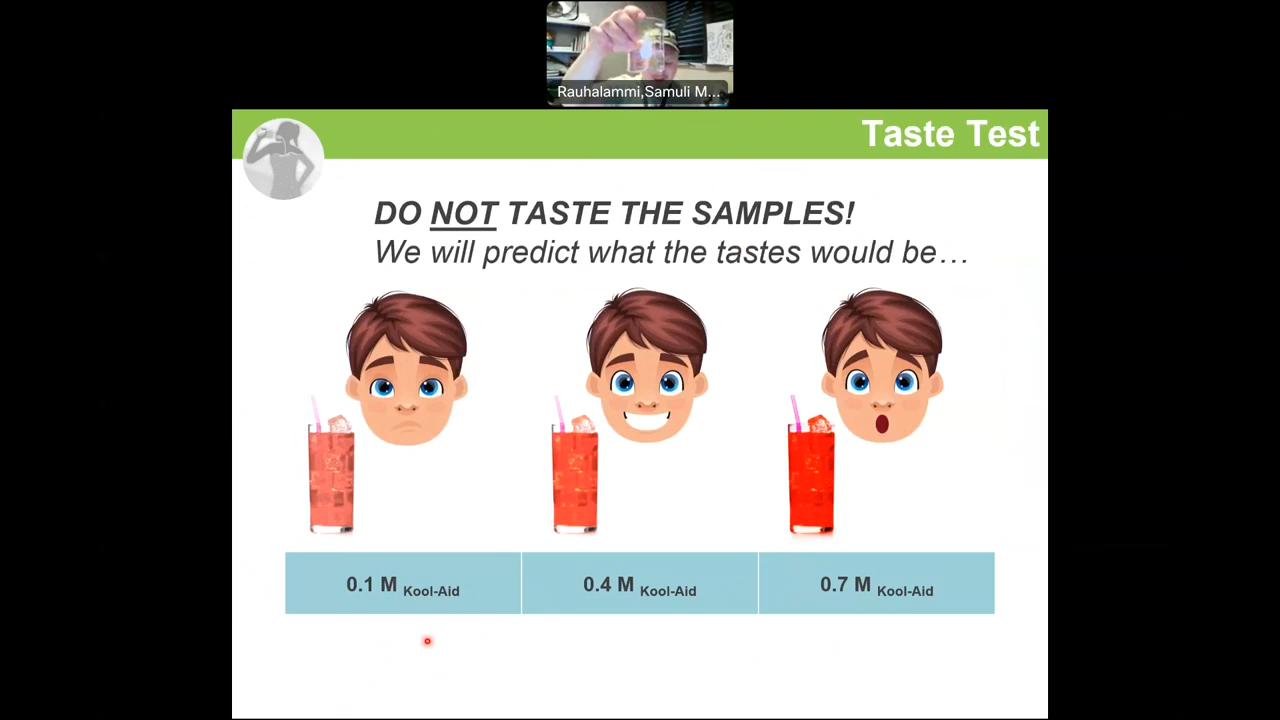 Rauhalammi,Samuli M...
Taste Test
DO NOT TASTE THE SAMPLES!
We will predict what the tastes would be…
0.1 M Kool-Aid
0.4 M Kool-Aid
0.7 M Kool-Aid